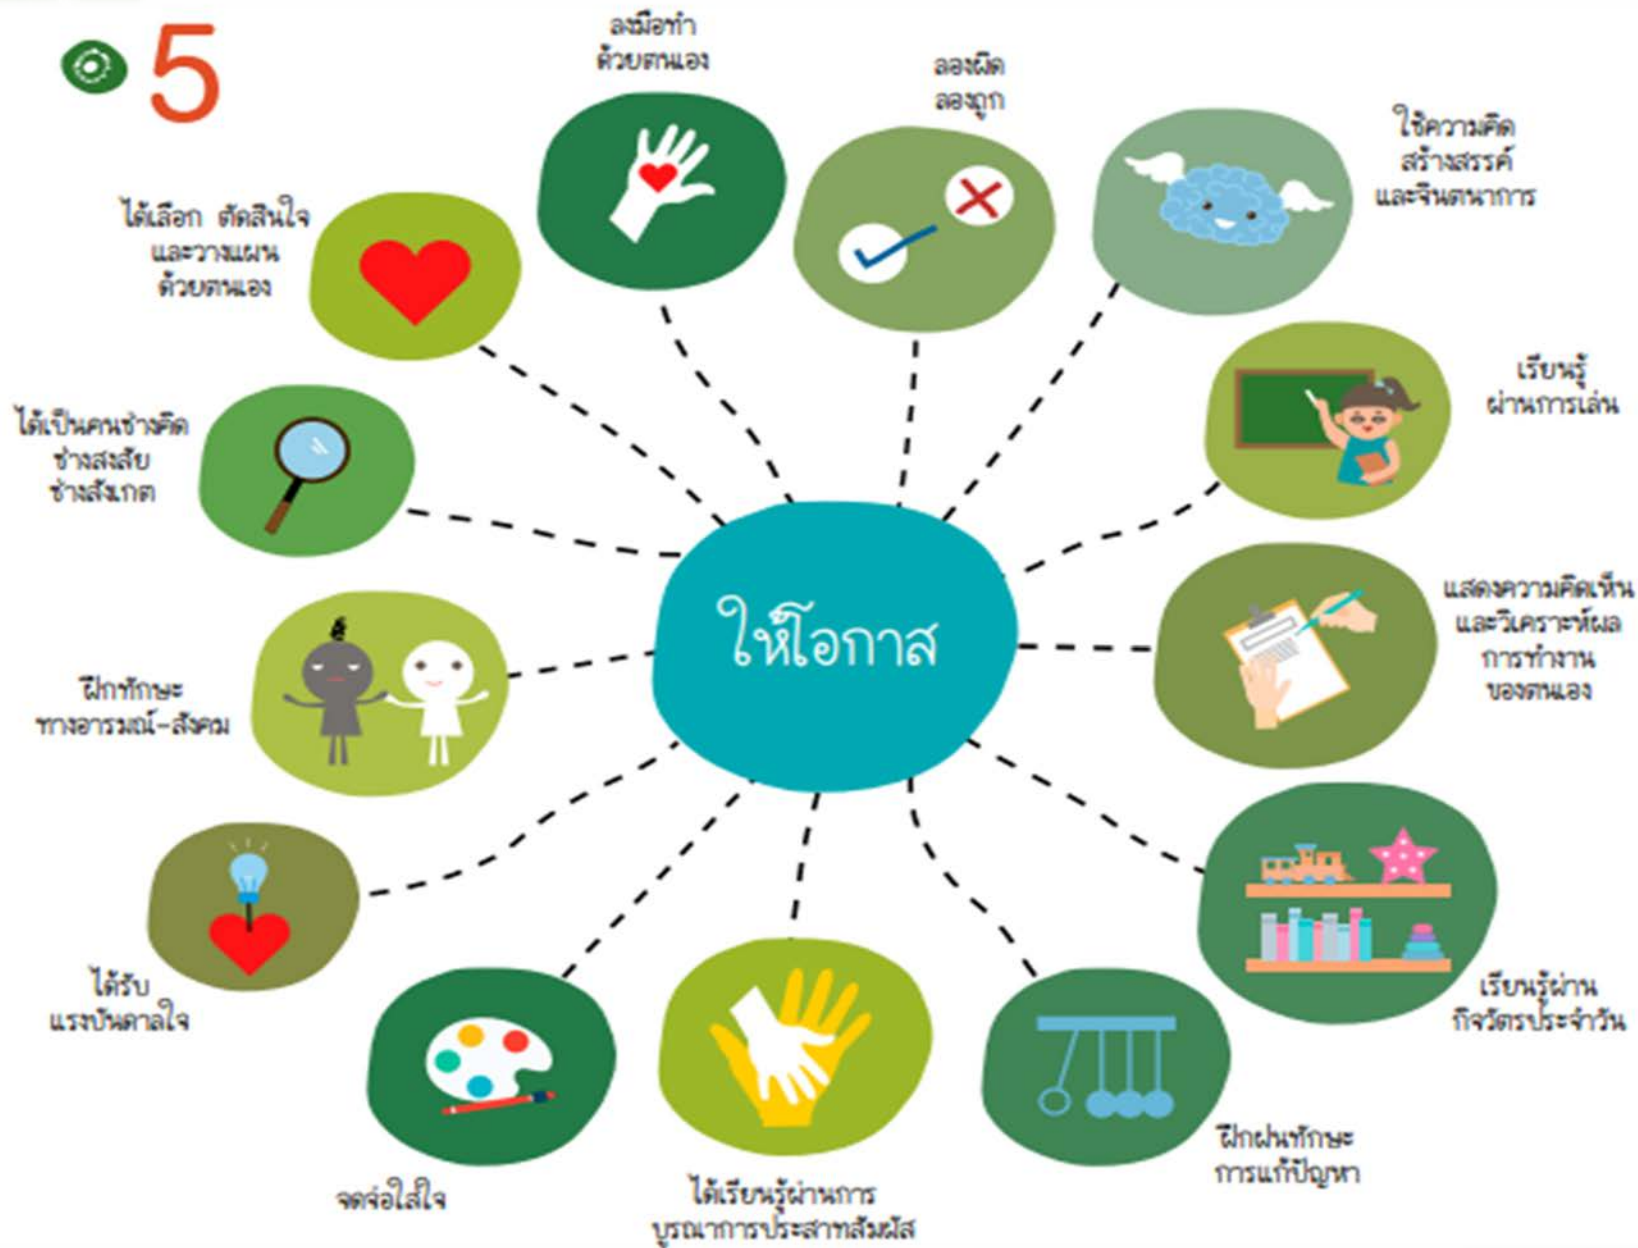 5
ลงมือทำ
ด้วยตนเอง
ลองผิด
ลองถูก
ใช้ความคิด
สร้างสรรค์
และจินตนาการ
เรียนรู้
ผ่านการเล่น
แสดงความคิดเห็น
และวิเคราะห์ผล
การทำงาน
ของตนเอง
เรียนรู้ผ่าน
กิจวัตรประจำวัน
ฝึกฝนทักษะ
การแก้ปัญหา
ได้เรียนรู้ผ่านการ
บูรณาการประสาทสัมผัส
จดจ่อใส่ใจ
ได้รับ
แรงบันดาลใจ
ฝึกทักษะ
ทางอารมณ์-สังคม
ได้เป็นคนช่างคิด
ช่างสงสัย
ช่างสังเกต
ได้เลือก ตัดสินใจ
และวางแผน
ด้วยตนเอง
ให้โอกาส